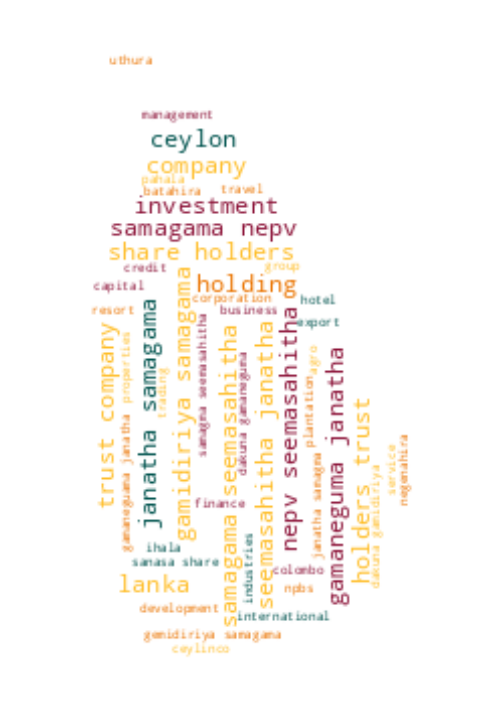 uthura
management
ceylon
company
pahala
batahira
travel
investment
samagama nepv
share holders
credit
group
capital
holding
corporation
hotel
resort
business
export
trust company
properties
janatha samagama
trading
gamidiriya samagama
samagma seemasahitha
samagama seemasahitha
dakuna gamaneguma
seemasahitha janatha
nepv seemasahitha
plantation
agro
gamaneguma janatha
gamaneguma janatha
janatha samagma
holders trust
dakuna gamidiriya
service
negenahira
finance
ihala
sanasa share
industries
colombo
lanka
npbs
development
international
gemidiriya samagama
ceylinco